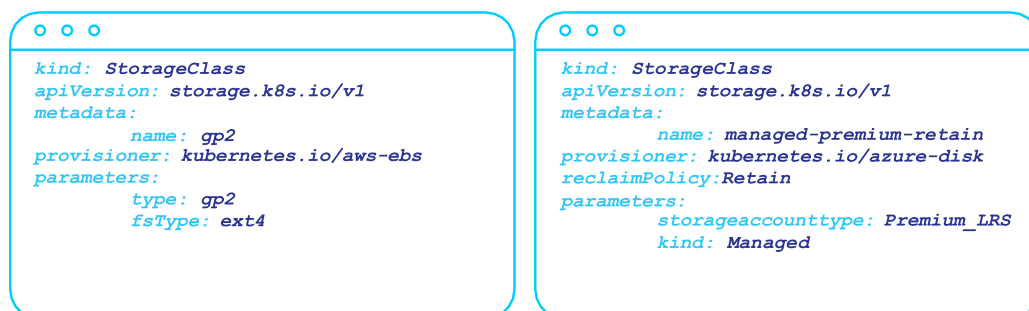 kind: StorageClass
apiVersion: storage.k8s.io/v1
metadata:
name: gp2
provisioner: kubernetes.io/aws-ebs
parameters:
type: gp2
fsType: ext4
kind: StorageClass
apiVersion: storage.k8s.io/v1
metadata:
name: managed-premium-retain
provisioner: kubernetes.io/azure-disk
reclaimPolicy:Retain
parameters:
storageaccounttype: Premium_LRS
kind: Managed